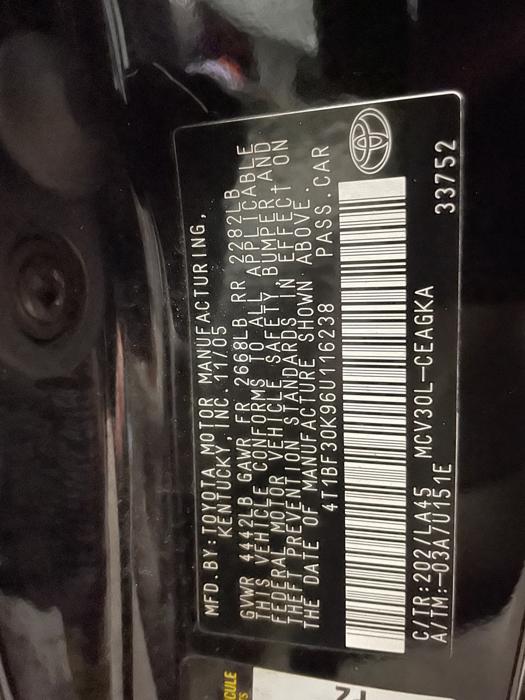 MFD.BY:TOYOTA MOTOR MANUFACTURING,
KENTUCKY,INC.11/05
GVWR 4442LB GAWR FR 2668LB RR 2282LB
THIS VEHICLE CONFORMS TO ALL APPLICABLE
FEDERAL MOTOR VEHICLE SAFETY,BUMPER,AND
THEFT PREVENTION STANDARDS IN EFFECT ON
THE DATE OF MANUFACTURE SHOWN ABOVE.
4T1BF30K96U116238 PASS.CAR
C/TR:202/LA45 MCV30L-CEAGKA
A/TM:-03A/U151E 33752